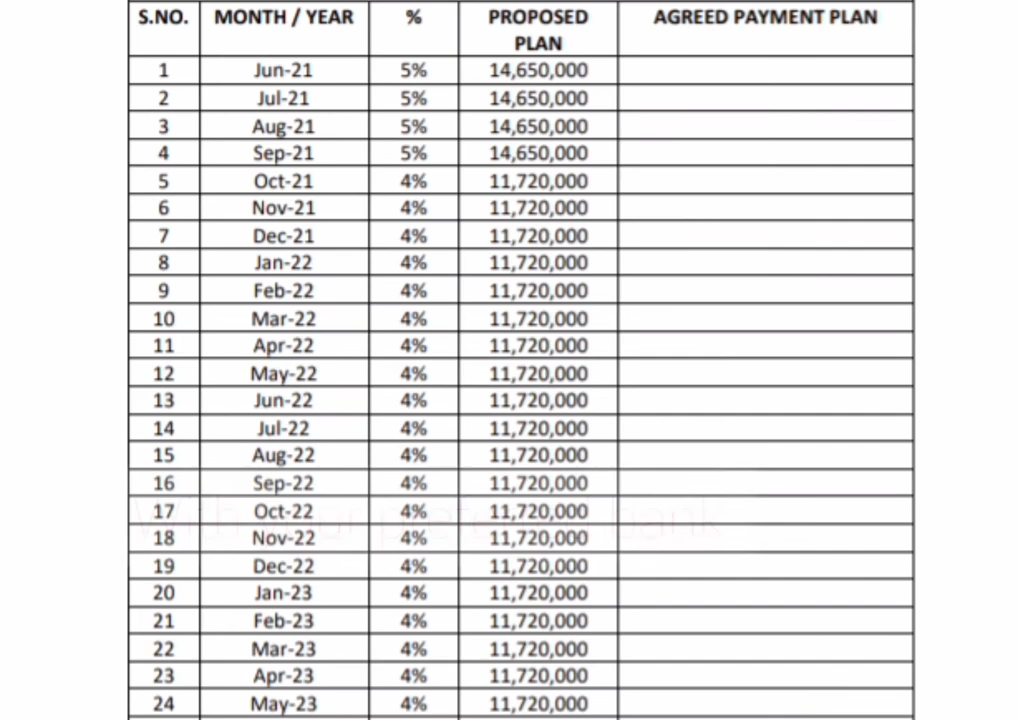 S.NO. MONTH / YEAR % PROPOSED PLAN AGREED PAYMENT PLAN
1 Jun-21 5% 14,650,000
2 Jul-21 5% 14,650,000
3 Aug-21 5% 14,650,000
4 Sep-21 5% 14,650,000
5 Oct-21 4% 11,720,000
6 Nov-21 4% 11,720,000
7 Dec-21 4% 11,720,000
8 Jan-22 4% 11,720,000
9 Feb-22 4% 11,720,000
10 Mar-22 4% 11,720,000
11 Apr-22 4% 11,720,000
12 May-22 4% 11,720,000
13 Jun-22 4% 11,720,000
14 Jul-22 4% 11,720,000
15 Aug-22 4% 11,720,000
16 Sep-22 4% 11,720,000
17 Oct-22 4% 11,720,000
18 Nov-22 4% 11,720,000
19 Dec-22 4% 11,720,000
20 Jan-23 4% 11,720,000
21 Feb-23 4% 11,720,000
22 Mar-23 4% 11,720,000
23 Apr-23 4% 11,720,000
24 May-23 4% 11,720,000
With your preferred bank